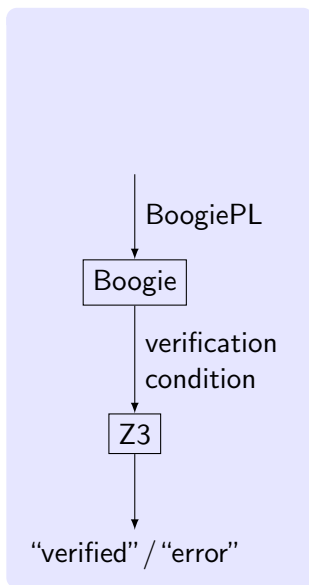 BoogiePL
Boogie
verification
condition
Z3
“verified” / “error”